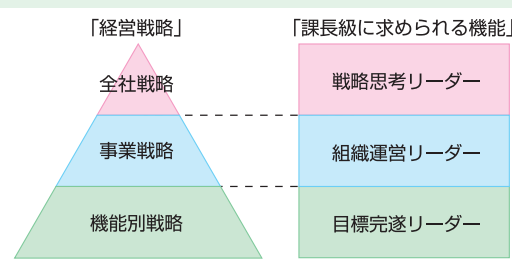 「経営戦略」
「課長級に求められる機能」
全社戦略
戦略思考リーダー
事業戦略
組織運営リーダー
機能別戦略
目標完遂リーダー